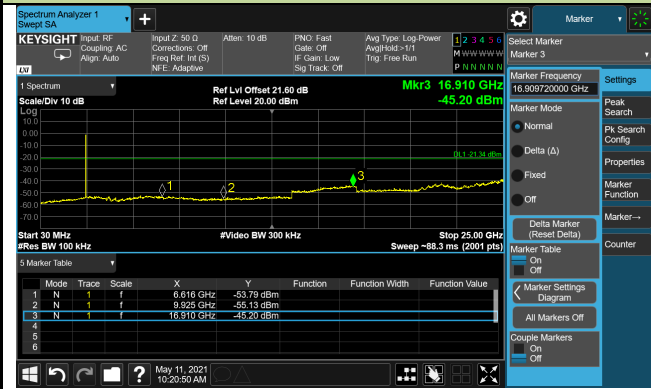 Spectrum Analyzer 1
Swept SA
Marker
KEYSIGHT
Input: RF
Coupling: AC
Align: Auto
Input Z: 50 Ω
Corrections: Off
Freq Ref: Int (S)
NFE: Adaptive
Atten: 10 dB
PNO: Fast
Gate: Off
IF Gain: Low
Sig Track: Off
Avg Type: Log-Power
Avg|Hold:>1/1
Trig: Free Run
1 2 3 4 5 6
M W W W W W
P N N N N N
LXI
1 Spectrum
Scale/Div 10 dB
Ref Lvl Offset 21.60 dB
Ref Level 20.00 dBm
Mkr3 16.910 GHz
-45.20 dBm
Log
10.0
0.00
-10.0
-20.0
-30.0
-40.0
-50.0
-60.0
-70.0
DL1 -21.34 dBm
1
2
3
Start 30 MHz
#Res BW 100 kHz
#Video BW 300 kHz
Stop 25.00 GHz
Sweep ~88.3 ms (2001 pts)
5 Marker Table
Mode Trace Scale X Y Function Function Width Function Value
1 N 1 f 6.616 GHz -53.79 dBm
2 N 1 f 9.925 GHz -55.13 dBm
3 N 1 f 16.910 GHz -45.20 dBm
4
5
6
May 11, 2021
10:20:50 AM
Select Marker
Marker 3
Marker Frequency
16.909720000 GHz
Marker Mode
Normal
Delta (Δ)
Fixed
Off
Delta Marker
(Reset Delta)
Marker Table
On
Off
Marker Settings
Diagram
All Markers Off
Couple Markers
On
Off
Settings
Peak
Search
Pk Search
Config
Properties
Marker
Function
Marker→
Counter